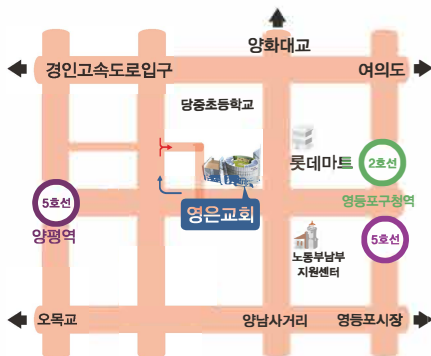 양화대교
경인고속도로입구
여의도
당중초등학교
롯데마트
2호선
5호선
영등포구청역
영은교회
양평역
5호선
노동부남부
지원센터
오목교
양남사거리
영등포시장